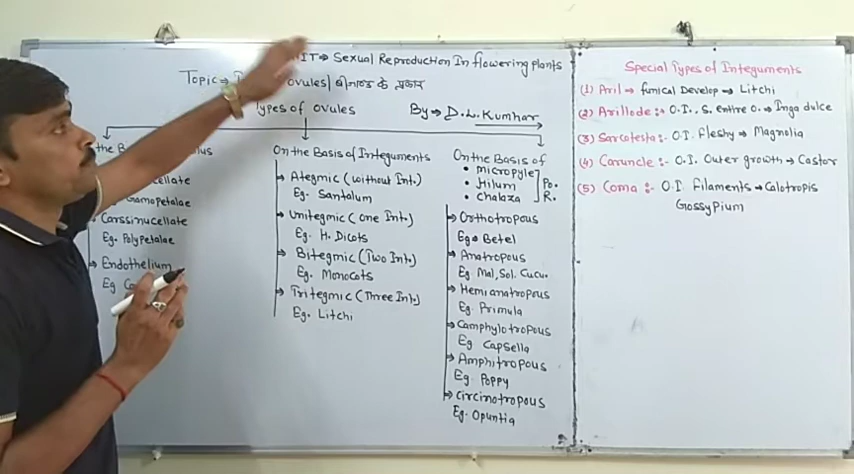 IT⇒ Sexual Reproduction In flowering plants
Topic⇒ ovules| बीजाण्ड के प्रकार
Types of ovules By→ D.L. Kumhar
the B lus
cellate
Gamopetalae
Carssinucellate
Eg. Polypetalae
Endothelium
Eg
On the Basis of Integuments
Ategmic (without Int.)
Eg. Santalum
Unitegmic (one Int.)
Eg. H. Dicots
Bitegmic (Two Int.)
Eg. Monocots
Tritegmic (Three Int.)
Eg. Litchi
On the Basis of
• Micropyle
• Hilum
• Chalaza
Po.
R.
Orthotropous
Eg. Betel
Anatropous
Eg Mal, Sol. Cucu.
Hemianatropous
Eg. Primula
Camphylotropous
Eg Capsella
Amphitropous
Eg. Poppy
Circinotropous
Eg. Opuntia
Special Types of Integuments
(1) Aril → funical Develop → Litchi
(2) Arillode :- O.I., S. entire O. → Inga dulce
(3) Sarcotesta :- O.I. fleshy → Magnolia
(4) Caruncle :- O.I. Outer growth → Castor
(5) Coma :- O.I. filaments → Calotropis
Gossypium